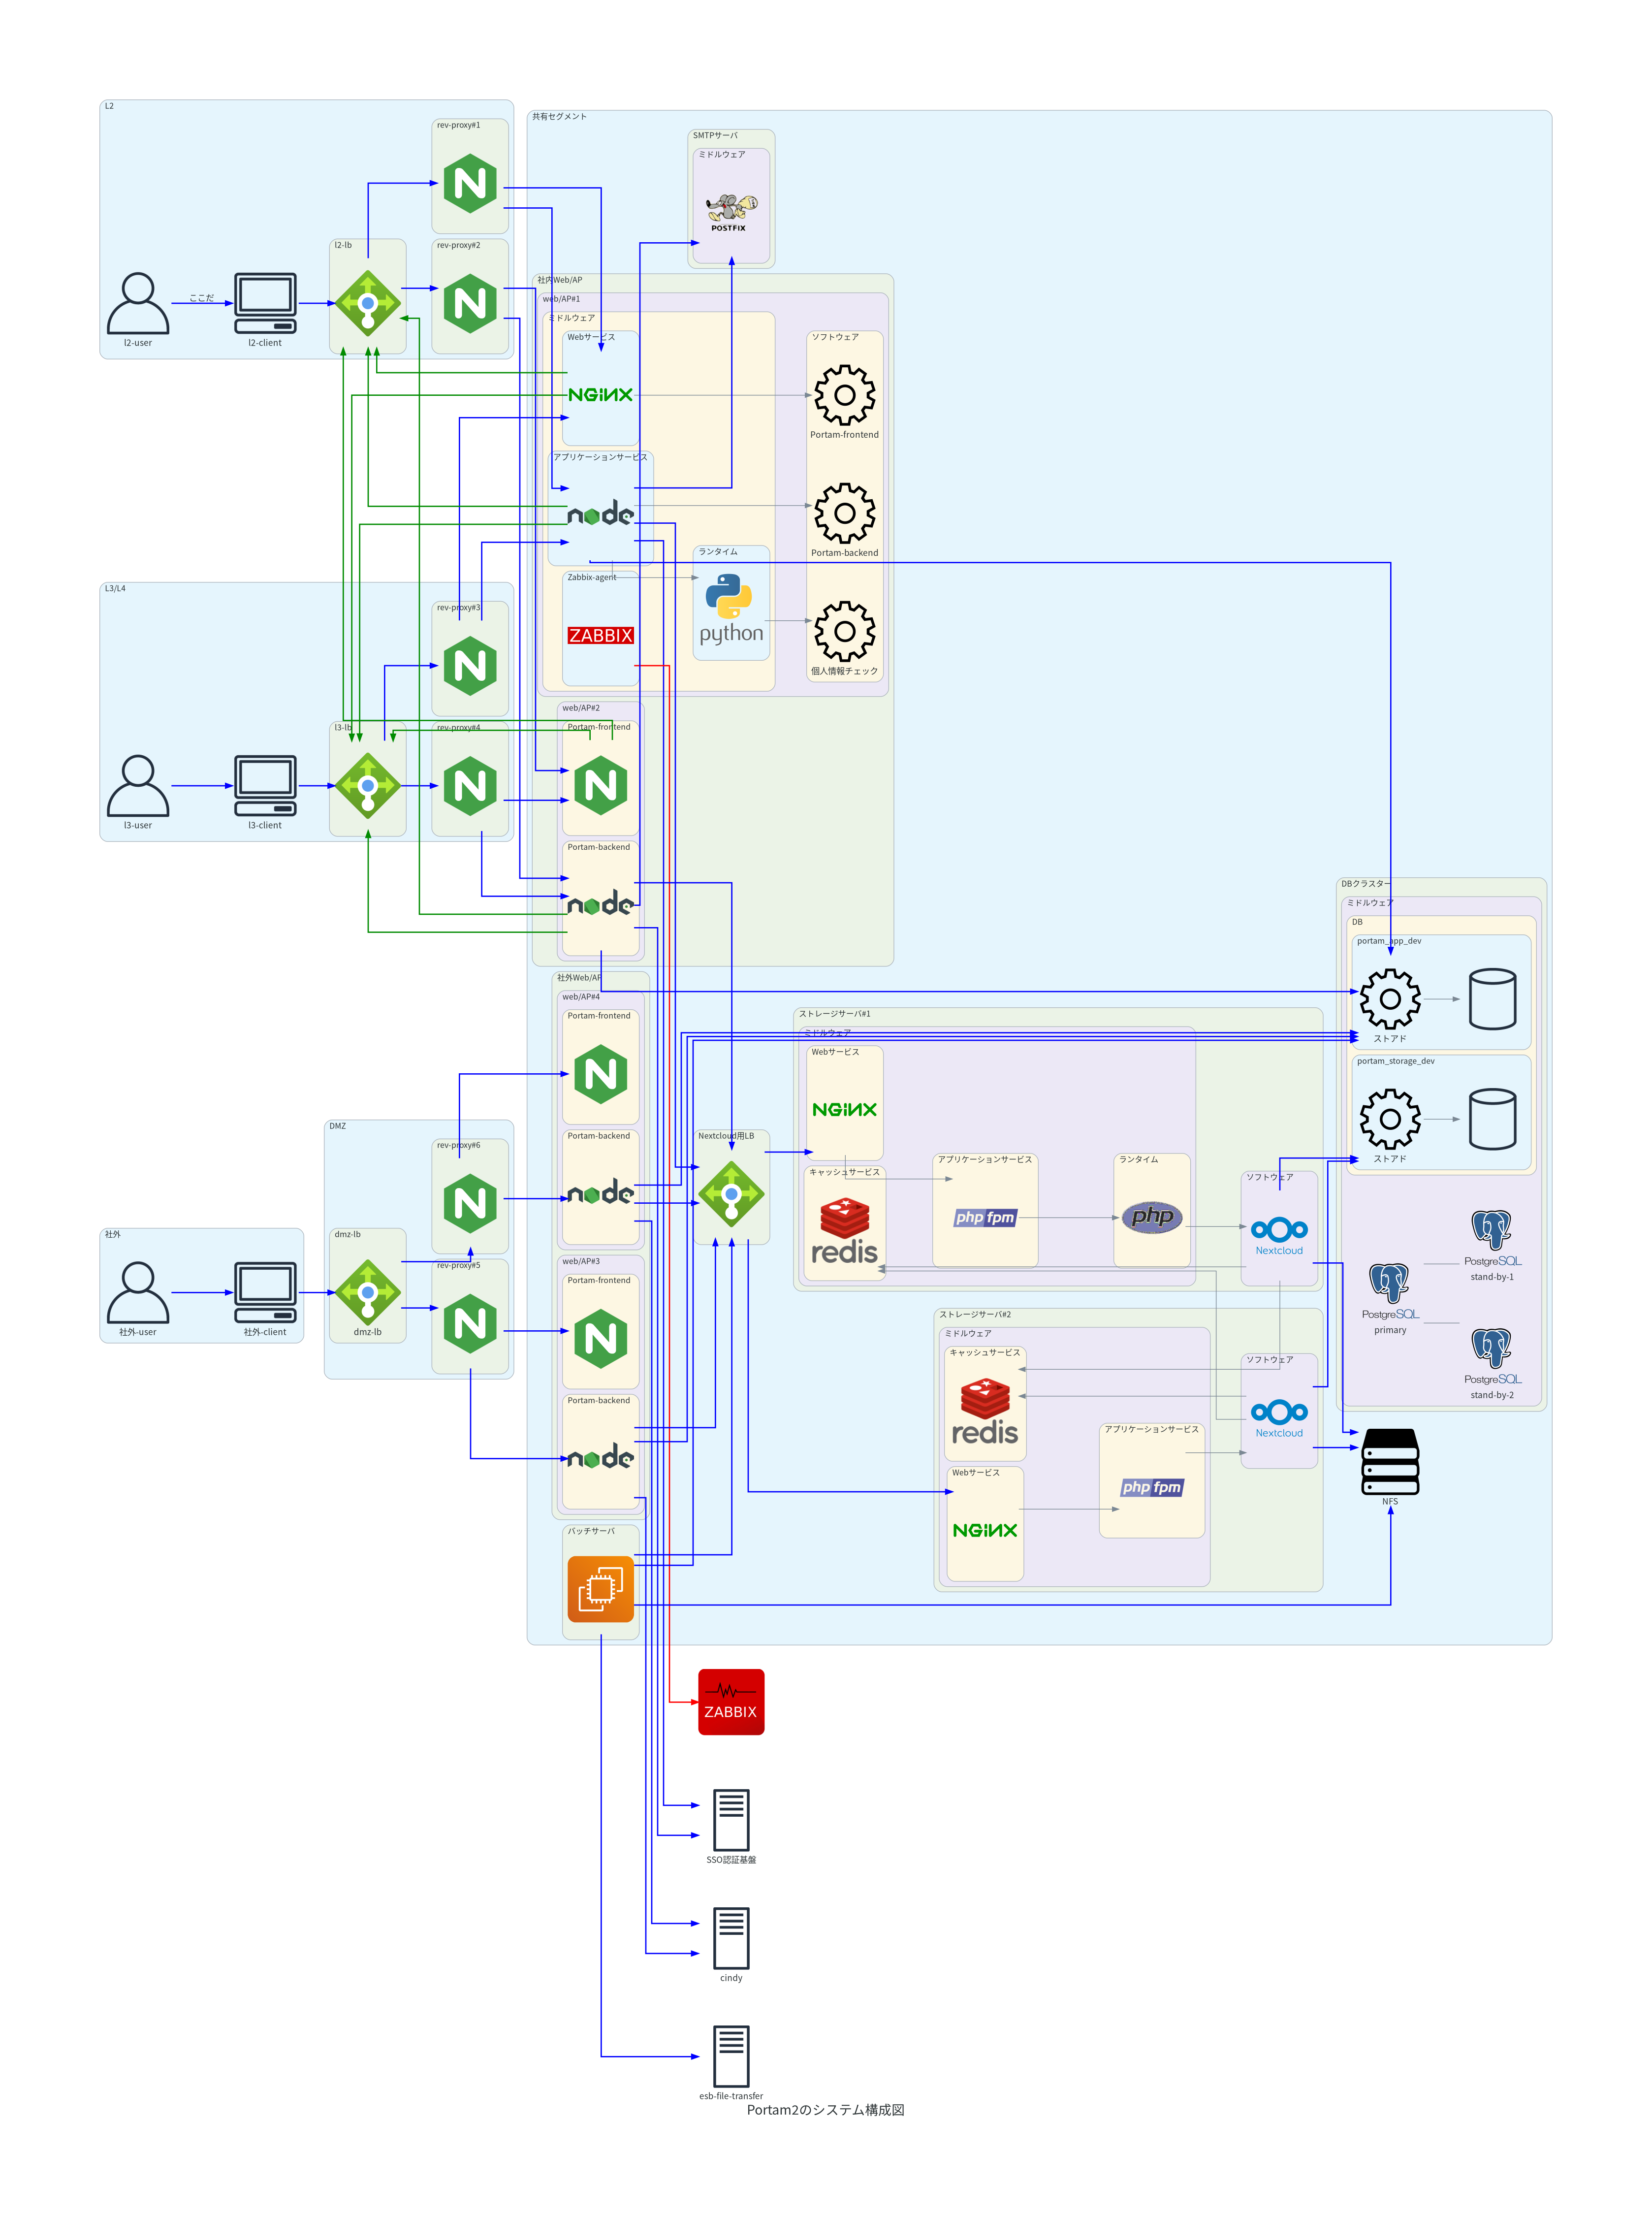 L2
rev-proxy#1
rev-proxy#2
l2-lb
ここだ
l2-user
l2-client
共有セグメント
SMTPサーバ
ミドルウェア
POSTFIX
社内Web/AP
web/AP#1
ミドルウェア
Webサービス
NGINX
ソフトウェア
Portam-frontend
アプリケーションサービス
node
Portam-backend
ランタイム
python
Zabbix-agent
ZABBIX
個人情報チェック
L3/L4
rev-proxy#3
l3-lb
rev-proxy#4
l3-user
l3-client
web/AP#2
Portam-frontend
Portam-backend
node
DBクラスター
ミドルウェア
DB
portam_app_dev
ストアド
portam_storage_dev
ストアド
PostgreSQL
stand-by-1
PostgreSQL
primary
PostgreSQL
stand-by-2
社外Web/AP
web/AP#4
Portam-frontend
Portam-backend
node
web/AP#3
Portam-frontend
Portam-backend
node
DMZ
rev-proxy#6
rev-proxy#5
dmz-lb
dmz-lb
社外
社外-user
社外-client
Nextcloud用LB
ストレージサーバ#1
ミドルウェア
Webサービス
NGINX
キャッシュサービス
redis
アプリケーションサービス
php fpm
ランタイム
php
ソフトウェア
Nextcloud
ストレージサーバ#2
ミドルウェア
キャッシュサービス
redis
Webサービス
NGINX
アプリケーションサービス
php fpm
ソフトウェア
Nextcloud
NFS
バッチサーバ
ZABBIX
SSO認証基盤
cindy
esb-file-transfer
Portam2のシステム構成図